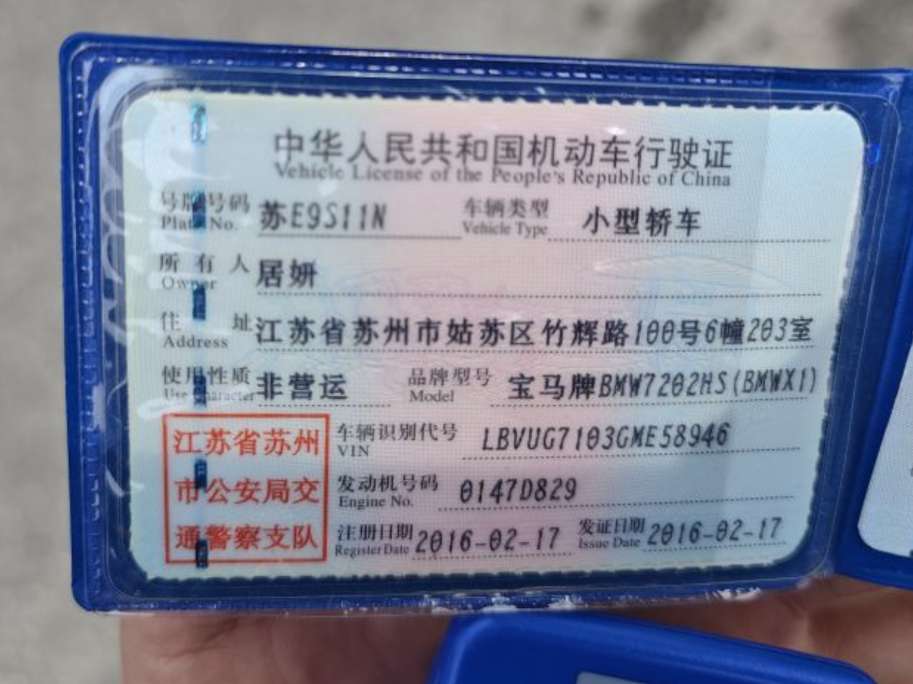 中华人民共和国机动车行驶证
Vehicle License of the People's Republic of China
号牌号码 苏E9S11N 车辆类型 小型轿车
Plate No. Vehicle Type
所有人 居妍
Owner
住址 江苏省苏州市姑苏区竹辉路100号6幢203室
Address
使用性质 非营运 品牌型号 宝马牌BMW7202HS(BMWX1)
Use Character Model
江苏省苏州 车辆识别代号 LBVUG7103GME58946
VIN
市公安局交 发动机号码 0147D829
Engine No.
通警察支队 注册日期 2016-02-17 发证日期 2016-02-17
Register Date Issue Date